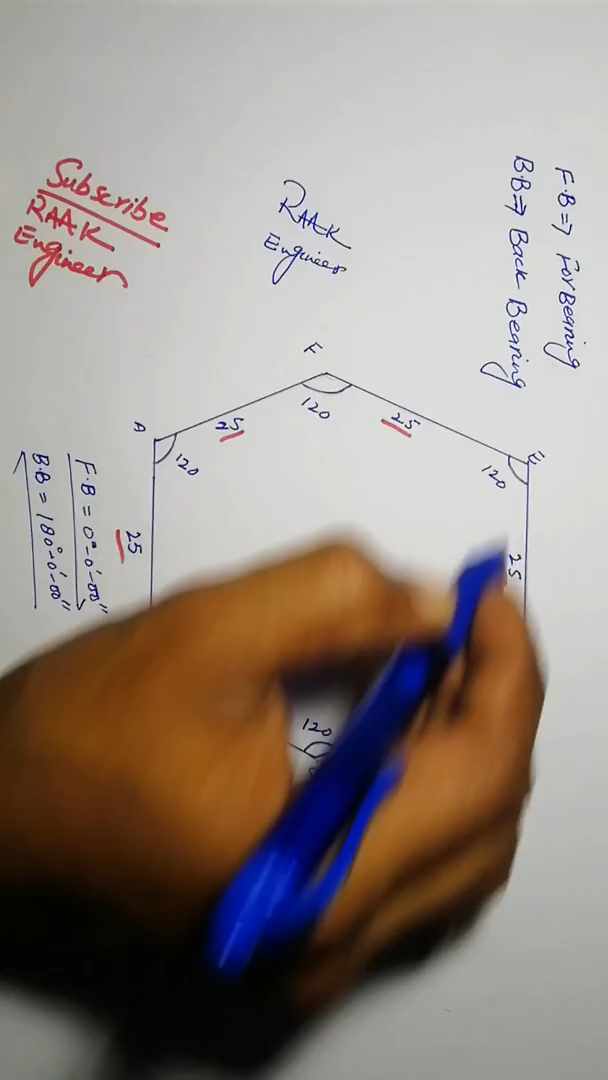 F.B => ForBearing
B.B => Back Bearing
RAAK
Engineer
Subscribe
RAAK
Engineer
F
120
25
25
A
120
E
120
25
25
F.B = 0°-0'-00"
B.B = 180°-0'-00"
120